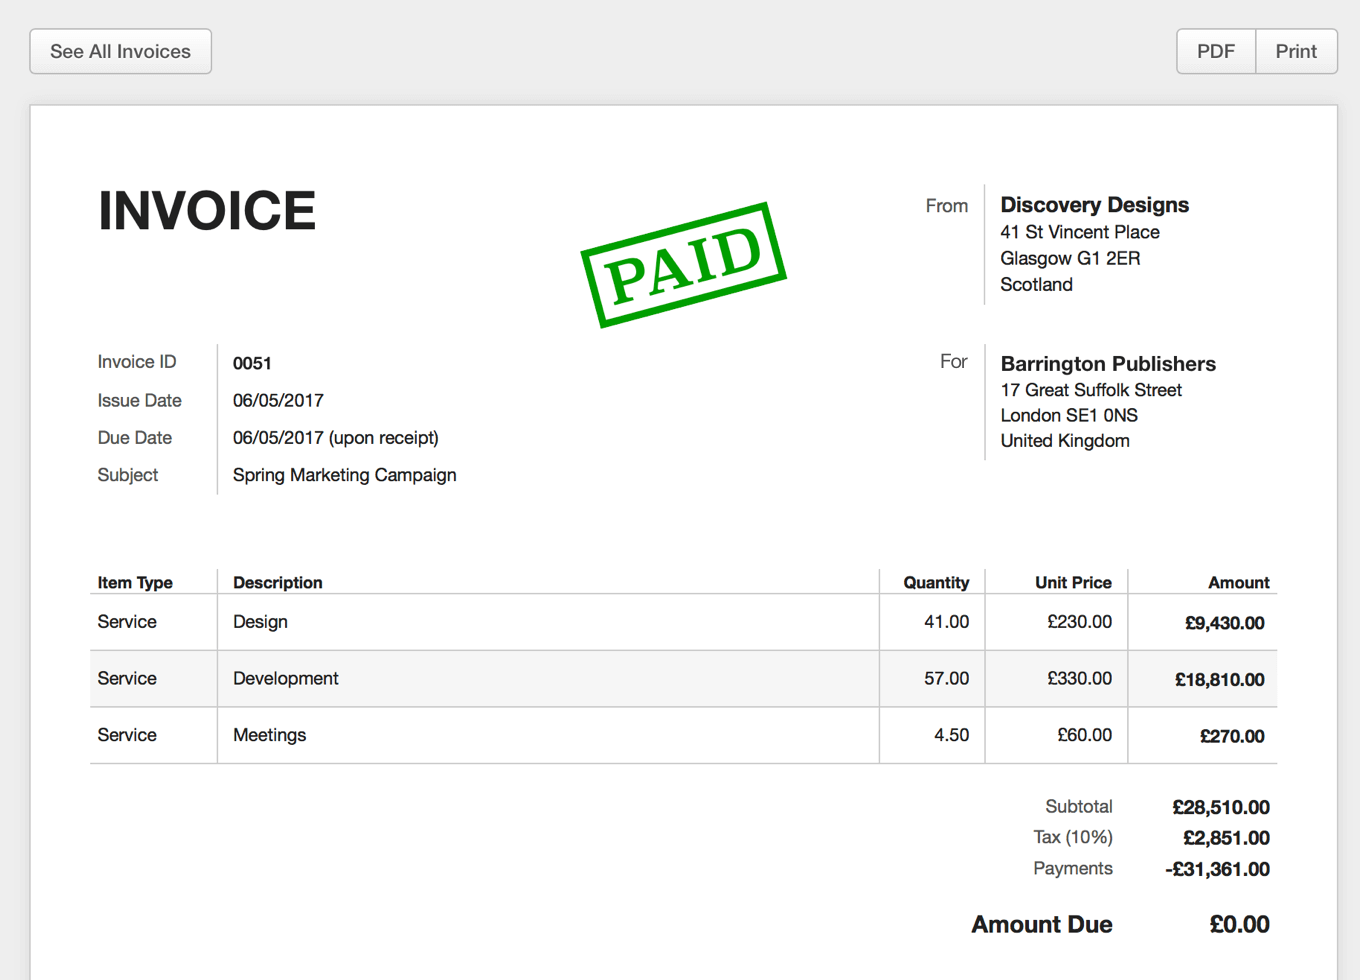 See All Invoices
PDF Print
INVOICE
PAID
From
Discovery Designs
41 St Vincent Place
Glasgow G1 2ER
Scotland
Invoice ID 0051
Issue Date 06/05/2017
Due Date 06/05/2017 (upon receipt)
Subject Spring Marketing Campaign
For
Barrington Publishers
17 Great Suffolk Street
London SE1 0NS
United Kingdom
Item Type Description Quantity Unit Price Amount
Service Design 41.00 £230.00 £9,430.00
Service Development 57.00 £330.00 £18,810.00
Service Meetings 4.50 £60.00 £270.00
Subtotal £28,510.00
Tax (10%) £2,851.00
Payments -£31,361.00
Amount Due £0.00